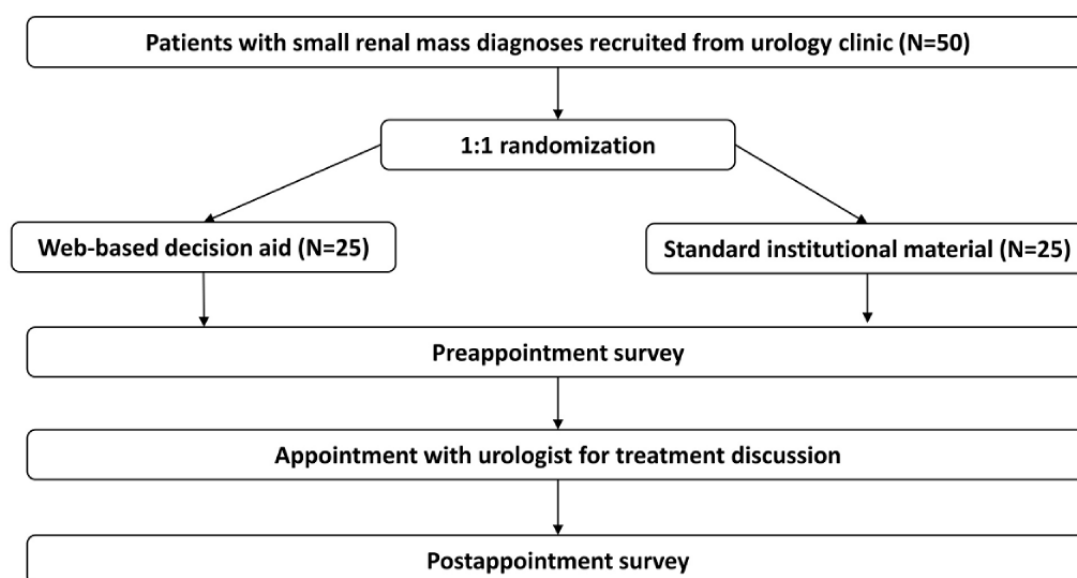 Patients with small renal mass diagnoses recruited from urology clinic (N=50)
1:1 randomization
Web-based decision aid (N=25)
Standard institutional material (N=25)
Preappointment survey
Appointment with urologist for treatment discussion
Postappointment survey